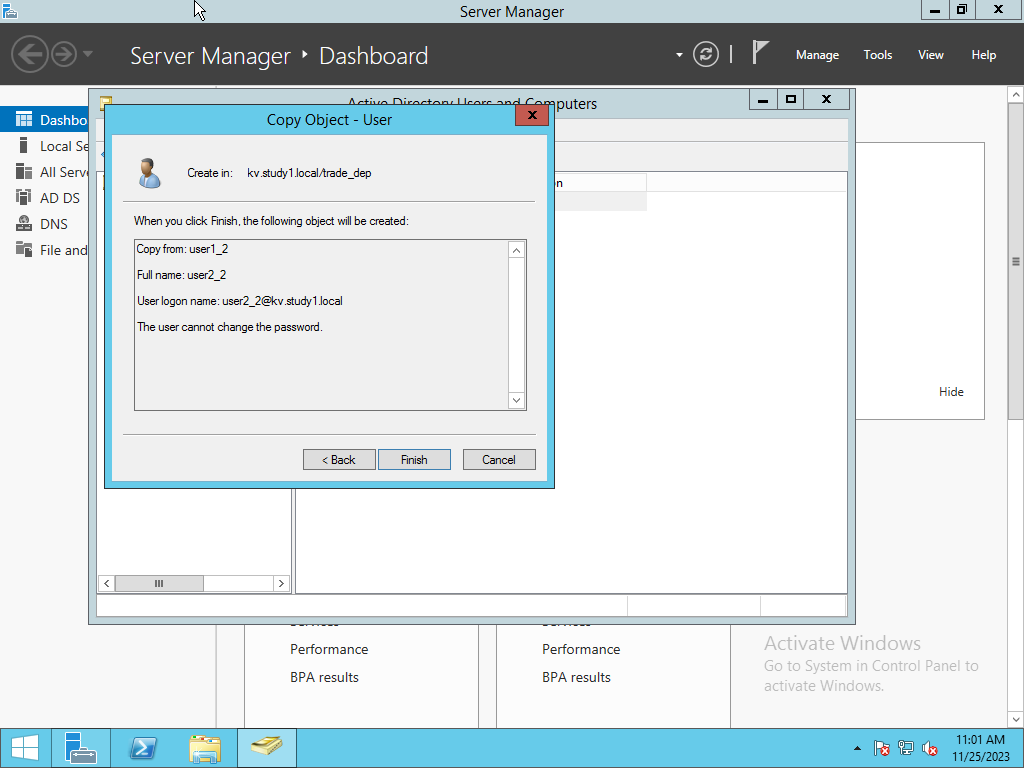 Server Manager
Server Manager • Dashboard
Manage
Tools
View
Help
Active Directory Users and Computers
Copy Object - User
Create in: kv.study1.local/trade_dep
When you click Finish, the following object will be created:
Copy from: user1_2
Full name: user2_2
User logon name: user2_2@kv.study1.local
The user cannot change the password.
< Back
Finish
Cancel
Dashbo
Local Se
All Serve
AD DS
DNS
File and
Hide
Performance
BPA results
Performance
BPA results
Activate Windows
Go to System in Control Panel to
activate Windows.
11:01 AM
11/25/2023